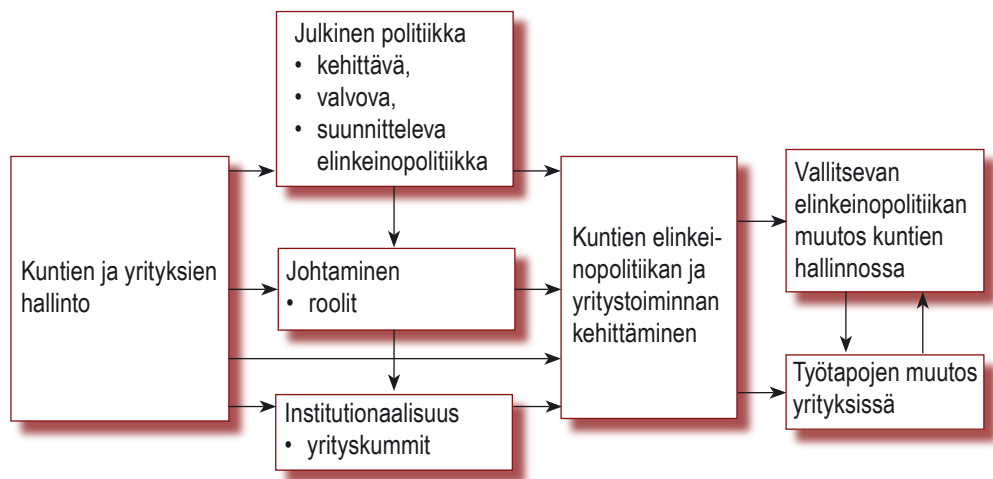 Kuntien ja yrityksien
hallinto
Julkinen politiikka
• kehittävä,
• valvova,
• suunnitteleva
elinkeinopolitiikka
Johtaminen
• roolit
Institutionaalisuus
• yrityskummit
Kuntien elinkei-
nopolitiikan ja
yritystoiminnan
kehittäminen
Vallitsevan
elinkeinopolitiikan
muutos kuntien
hallinnossa
Työtapojen muutos
yrityksissä